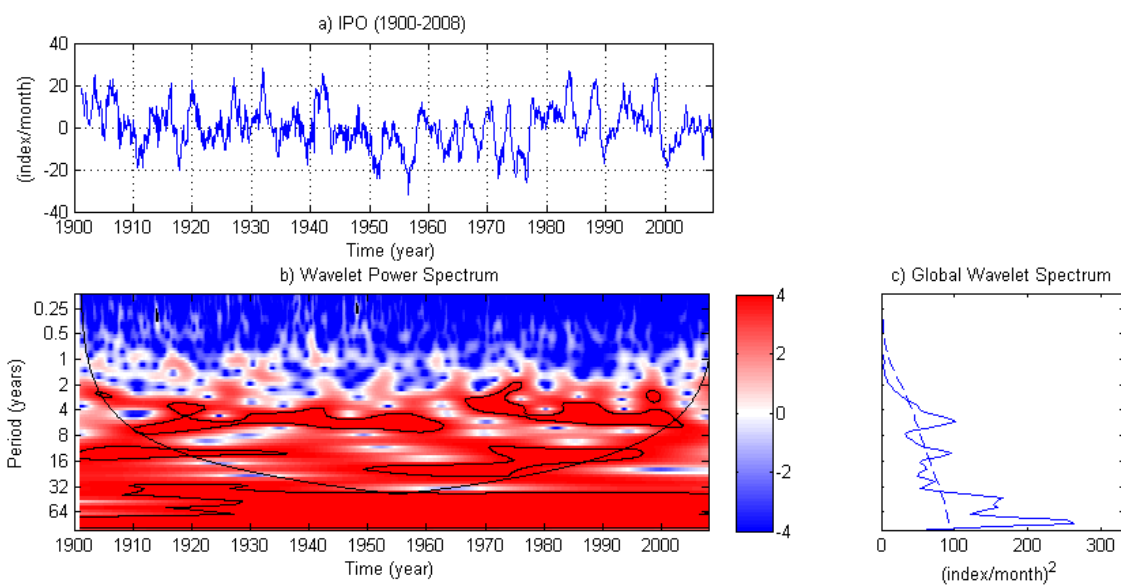 a) IPO (1900-2008)
(index/month)
40
20
0
-20
-40
1900 1910 1920 1930 1940 1950 1960 1970 1980 1990 2000
Time (year)
b) Wavelet Power Spectrum
Period (years)
0.25
0.5
1
2
4
8
16
32
64
1900 1910 1920 1930 1940 1950 1960 1970 1980 1990 2000
Time (year)
4
2
0
-2
-4
c) Global Wavelet Spectrum
0 100 200 300
(index/month)²